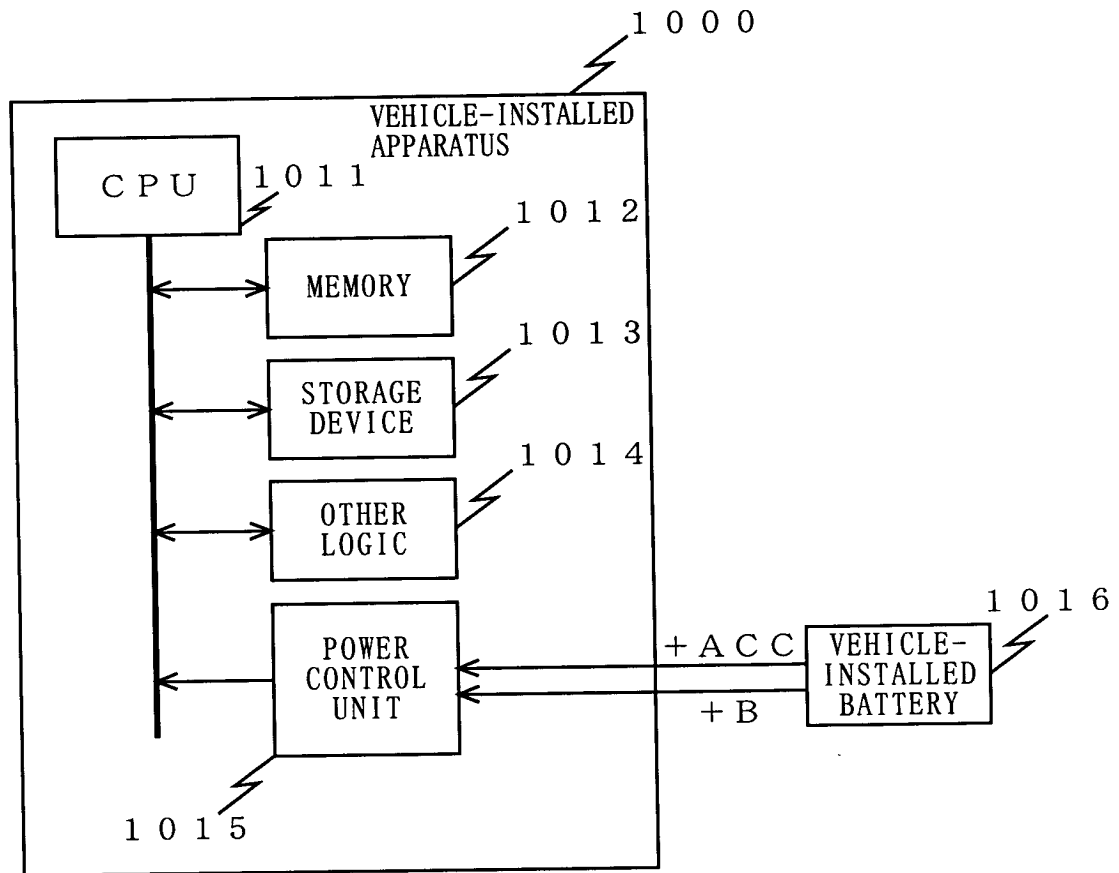 1000
VEHICLE-INSTALLED
APPARATUS
CPU
1011
1012
MEMORY
1013
STORAGE
DEVICE
1014
OTHER
LOGIC
1016
POWER
CONTROL
UNIT
+ACC
+B
VEHICLE-
INSTALLED
BATTERY
1015